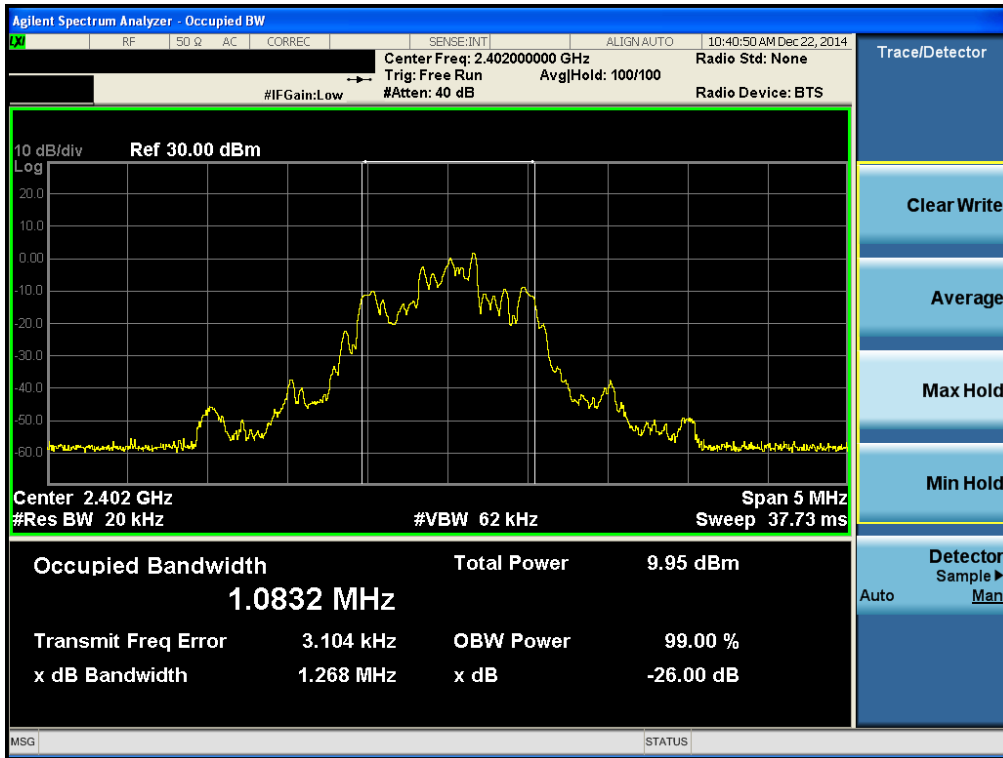 Agilent Spectrum Analyzer - Occupied BW
LXI RF 50 Ω AC CORREC SENSE:INT ALIGN AUTO 10:40:50 AM Dec 22, 2014
Center Freq: 2.402000000 GHz Radio Std: None
Trig: Free Run Avg|Hold: 100/100
#IFGain:Low #Atten: 40 dB Radio Device: BTS
10 dB/div Ref 30.00 dBm
Log
20.0
10.0
0.00
-10.0
-20.0
-30.0
-40.0
-50.0
-60.0
Center 2.402 GHz Span 5 MHz
#Res BW 20 kHz #VBW 62 kHz Sweep 37.73 ms
Occupied Bandwidth Total Power 9.95 dBm
1.0832 MHz
Transmit Freq Error 3.104 kHz OBW Power 99.00 %
x dB Bandwidth 1.268 MHz x dB -26.00 dB
MSG STATUS
Trace/Detector
Clear Write
Average
Max Hold
Min Hold
Detector
Sample▶
Auto Man